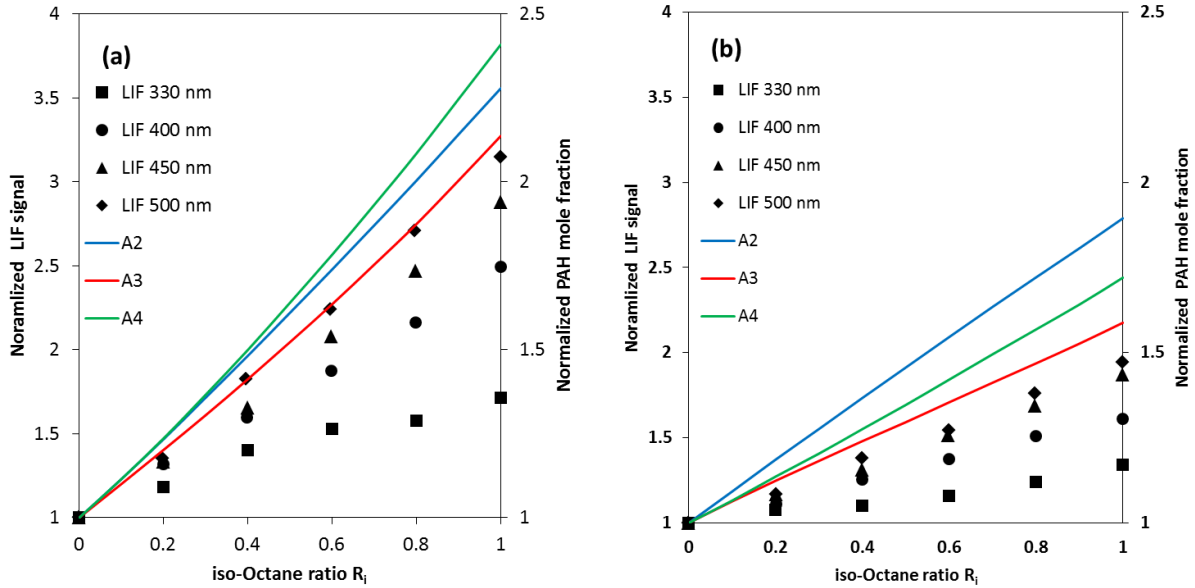 (a)
LIF 330 nm
LIF 400 nm
LIF 450 nm
LIF 500 nm
A2
A3
A4
4
3.5
3
2.5
2
1.5
1
Noramlized LIF signal
2.5
2
1.5
1
Normalized PAH mole fraction
0 0.2 0.4 0.6 0.8 1
iso-Octane ratio Ri
(b)
LIF 330 nm
LIF 400 nm
LIF 450 nm
LIF 500 nm
A2
A3
A4
4
3.5
3
2.5
2
1.5
1
Noramlized LIF signal
2.5
2
1.5
1
Normalized PAH mole fraction
0 0.2 0.4 0.6 0.8 1
iso-Octane ratio Ri